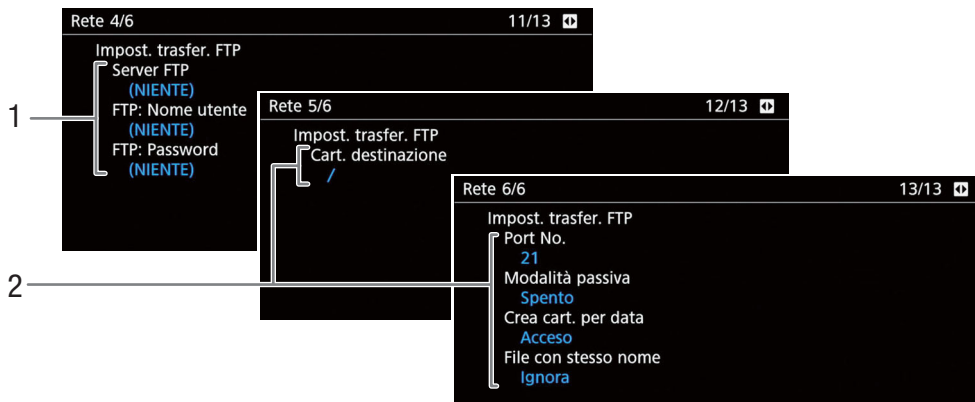 Rete 4/6 11/13
Impost. trasfer. FTP
Server FTP
(NIENTE)
FTP: Nome utente
(NIENTE)
FTP: Password
(NIENTE)
1
Rete 5/6 12/13
Impost. trasfer. FTP
Cart. destinazione
/
Rete 6/6 13/13
Impost. trasfer. FTP
Port No.
21
Modalità passiva
Spento
Crea cart. per data
Acceso
File con stesso nome
Ignora
2